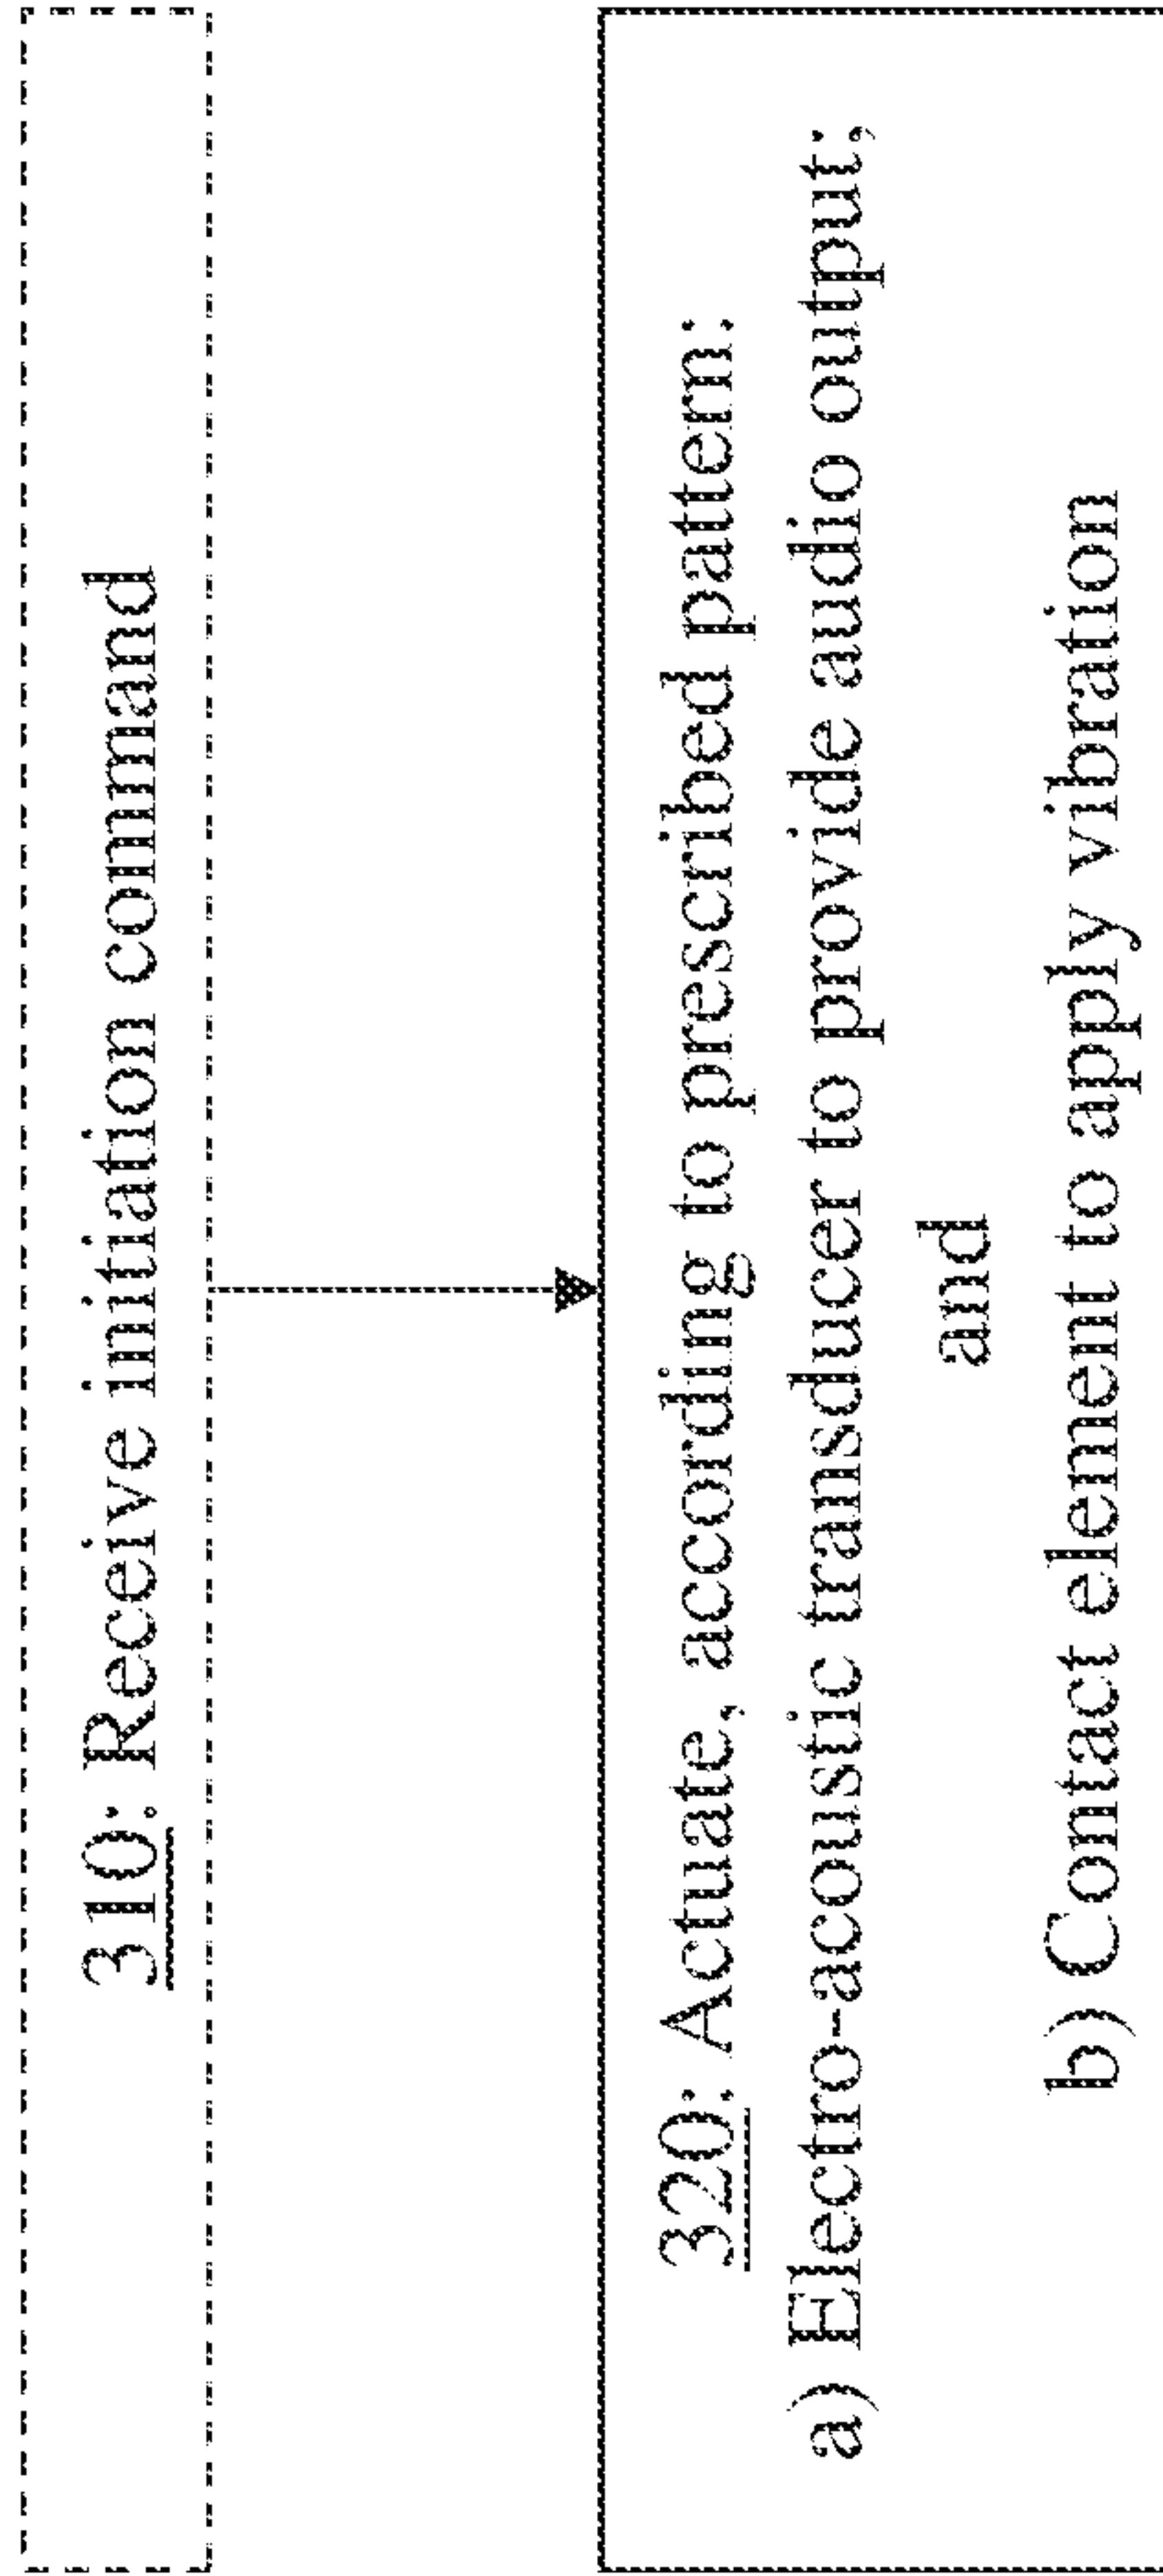 310: Receive initiation command
320: Actuate, according to prescribed pattern:
a) Electro-acoustic transducer to provide audio output;
and
b) Contact element to apply vibration